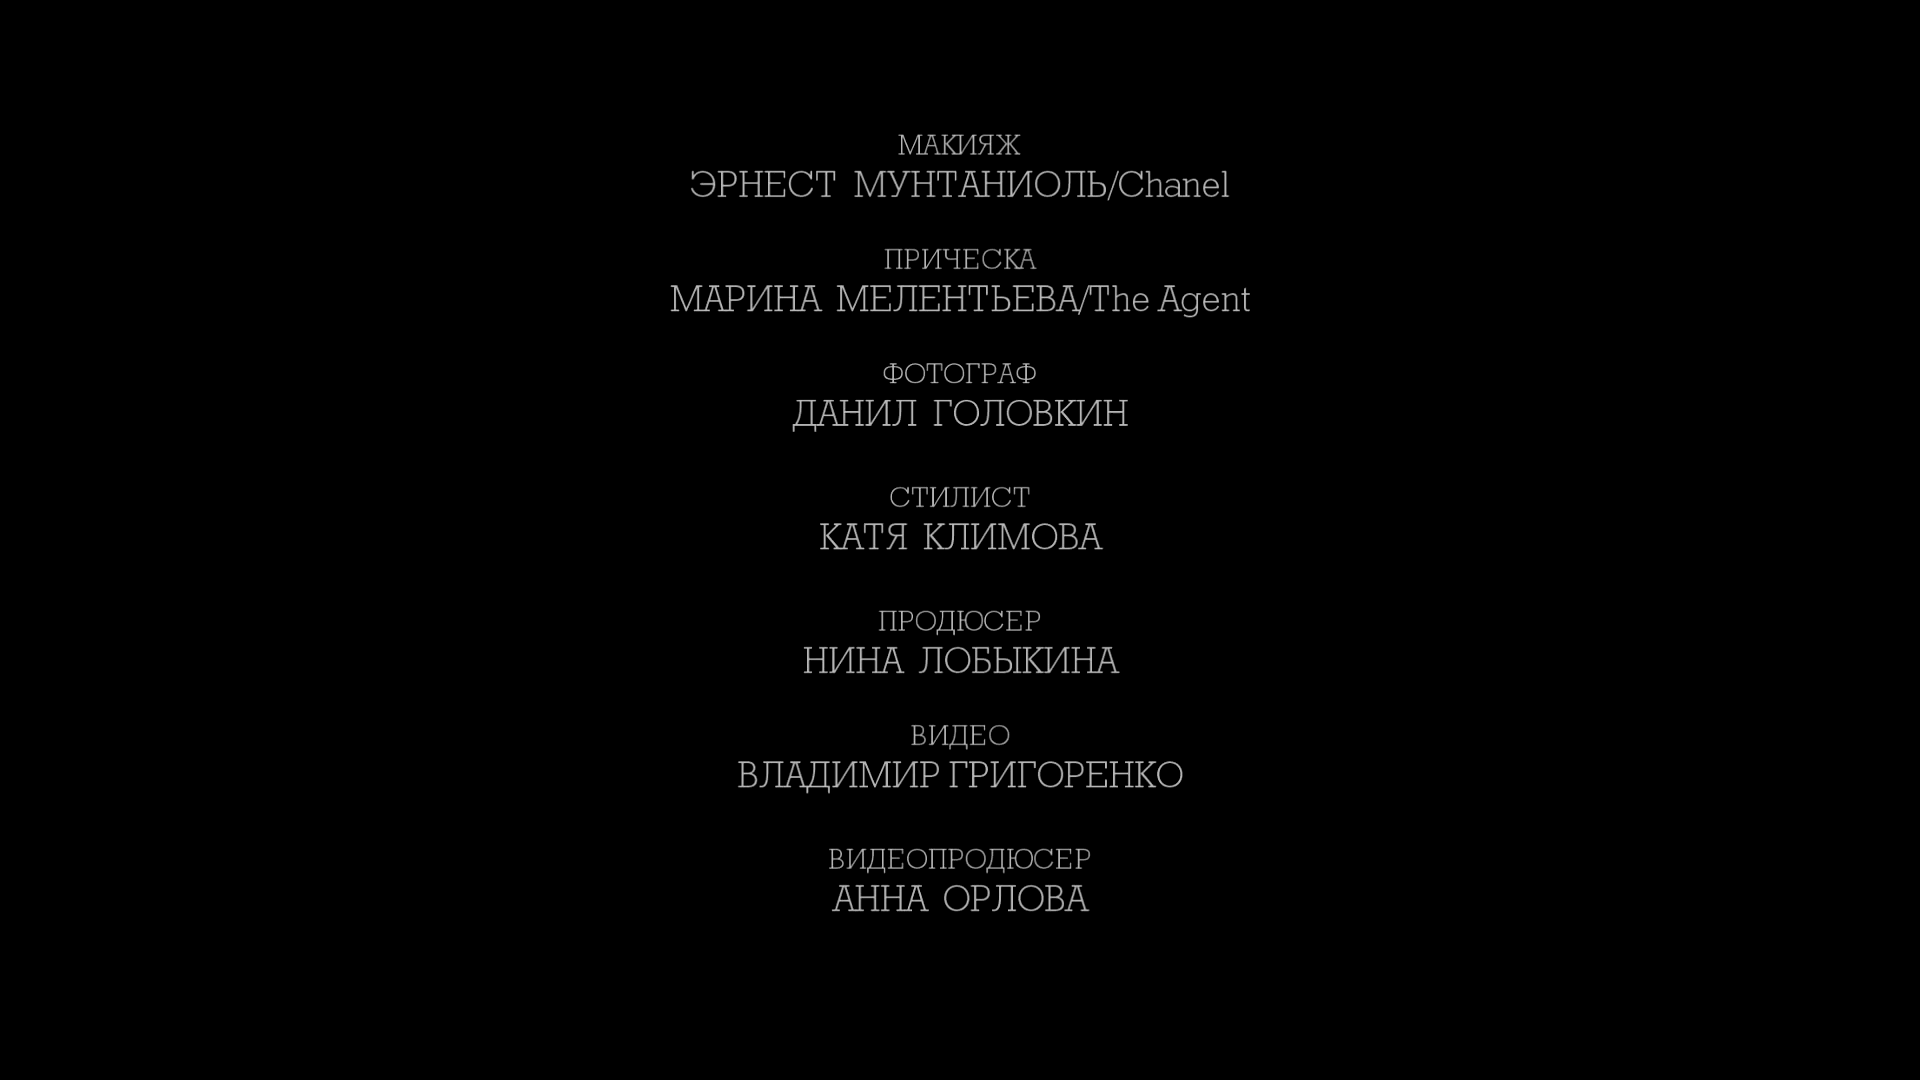 МАКИЯЖ
ЭРНЕСТ МУНТАНИОЛЬ/Chanel
ПРИЧЕСКА
МАРИНА МЕЛЕНТЬЕВА/The Agent
ФОТОГРАФ
ДАНИЛ ГОЛОВКИН
СТИЛИСТ
КАТЯ КЛИМОВА
ПРОДЮСЕР
НИНА ЛОБЫКИНА
ВИДЕО
ВЛАДИМИР ГРИГОРЕНКО
ВИДЕОПРОДЮСЕР
АННА ОРЛОВА